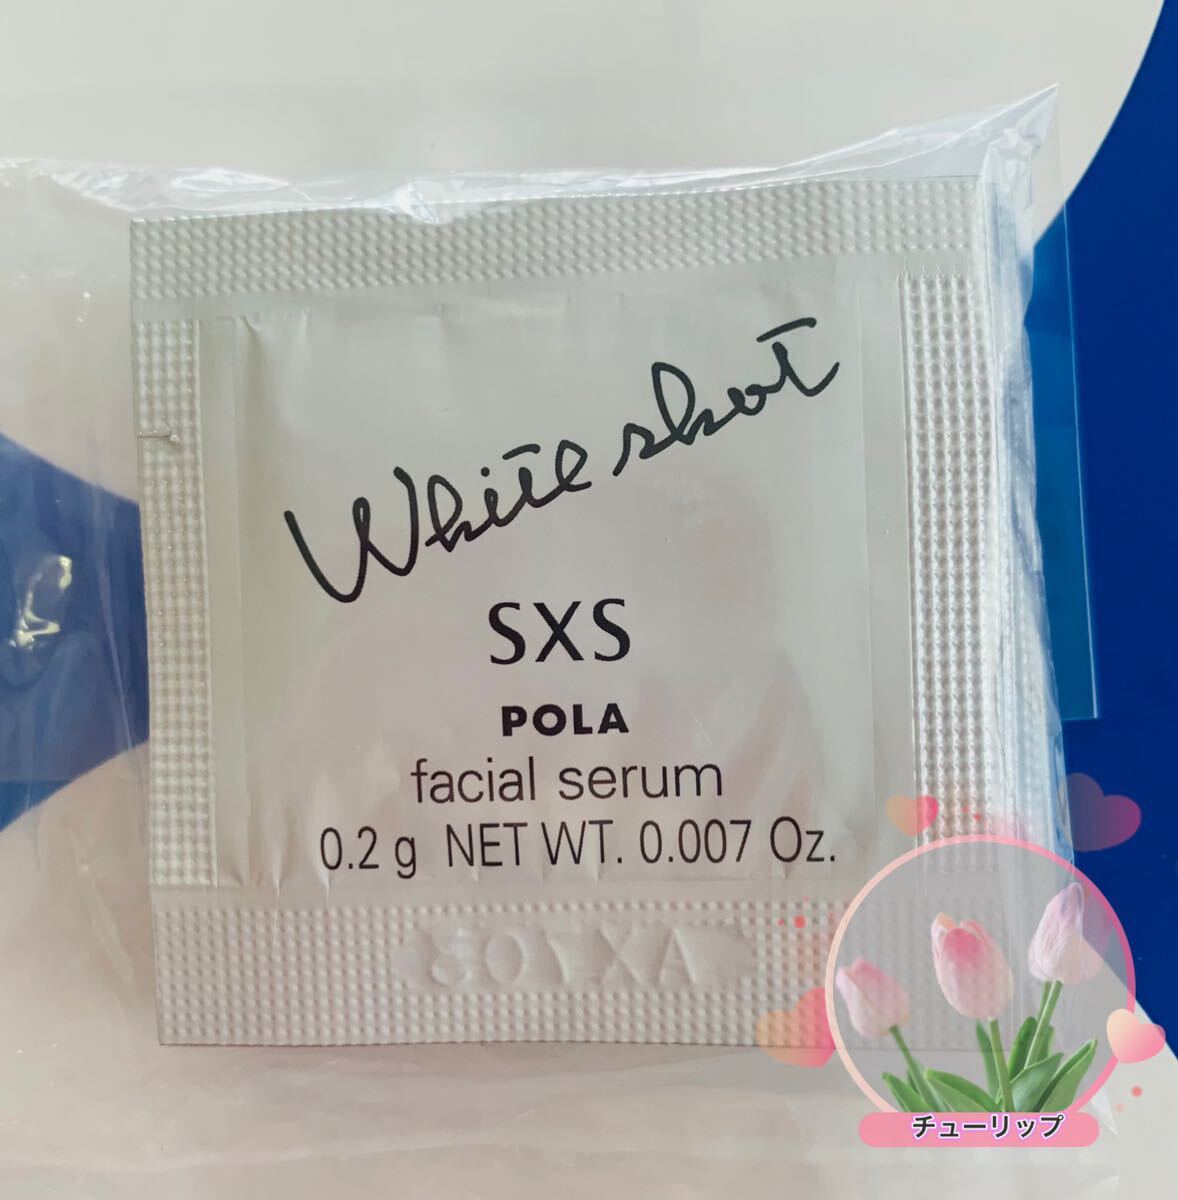 White shot
SXS
POLA
facial serum
0.2 g NET WT. 0.007 Oz.
チューリップ